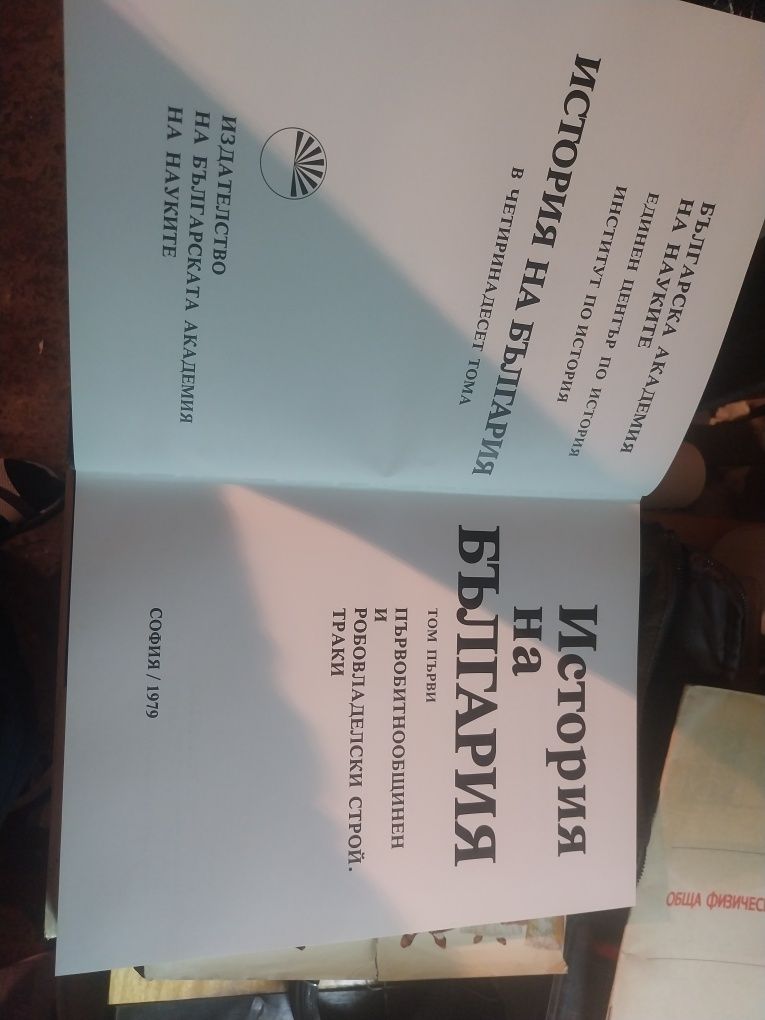 БЪЛГАРСКА АКАДЕМИЯ
НА НАУКИТЕ
ЕДИНЕН ЦЕНТЪР ПО ИСТОРИЯ
ИНСТИТУТ ПО ИСТОРИЯ
ИСТОРИЯ НА БЪЛГАРИЯ
В ЧЕТИРИНАДЕСЕТ ТОМА
ИЗДАТЕЛСТВО
НА БЪЛГАРСКАТА АКАДЕМИЯ
НА НАУКИТЕ
История
на
БЪЛГАРИЯ
ТОМ ПЪРВИ
ПЪРВОБИТНООБЩИНЕН
И
РОБОВЛАДЕЛСКИ СТРОЙ.
ТРАКИ
СОФИЯ / 1979
ОБЩА